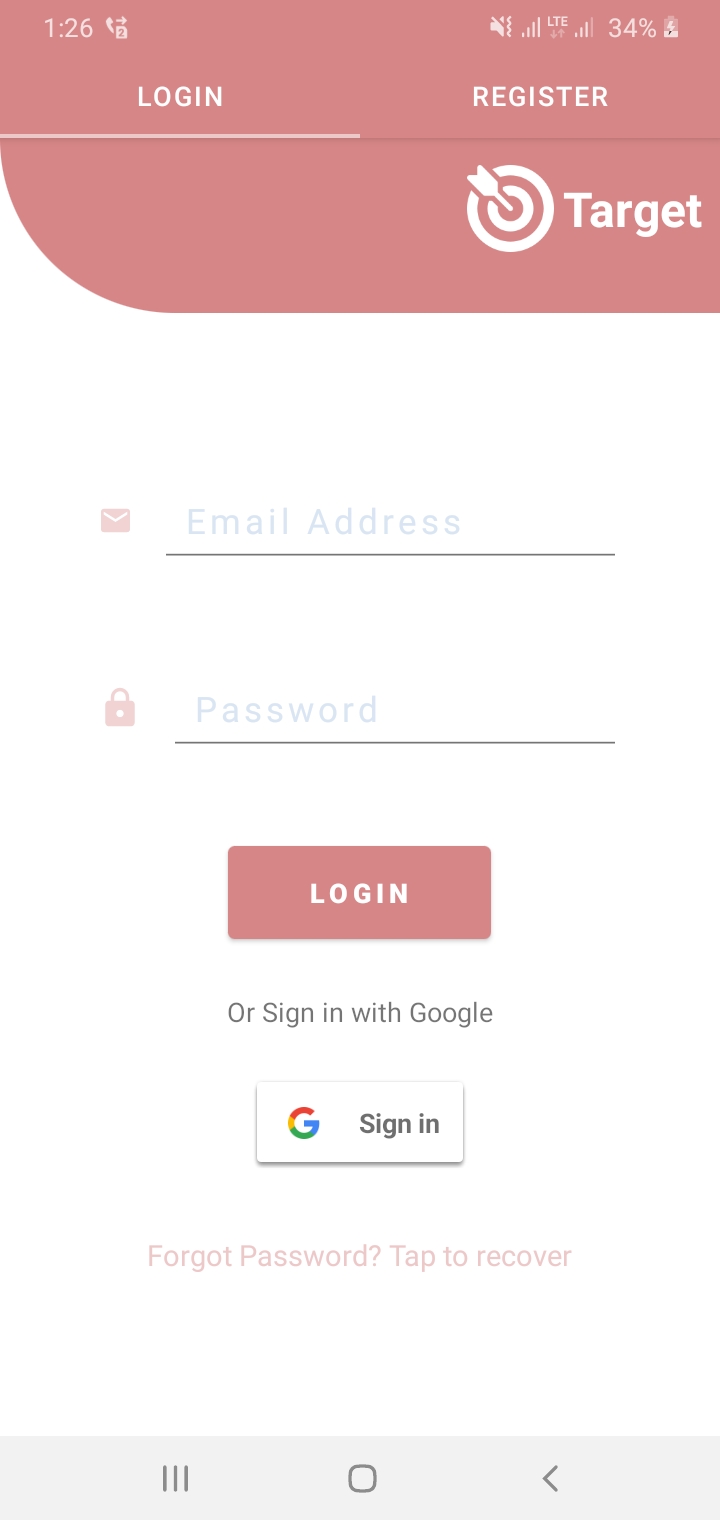 1:26 2 LTE 34%
LOGIN REGISTER
Target
Email Address
Password
LOGIN
Or Sign in with Google
G Sign in
Forgot Password? Tap to recover